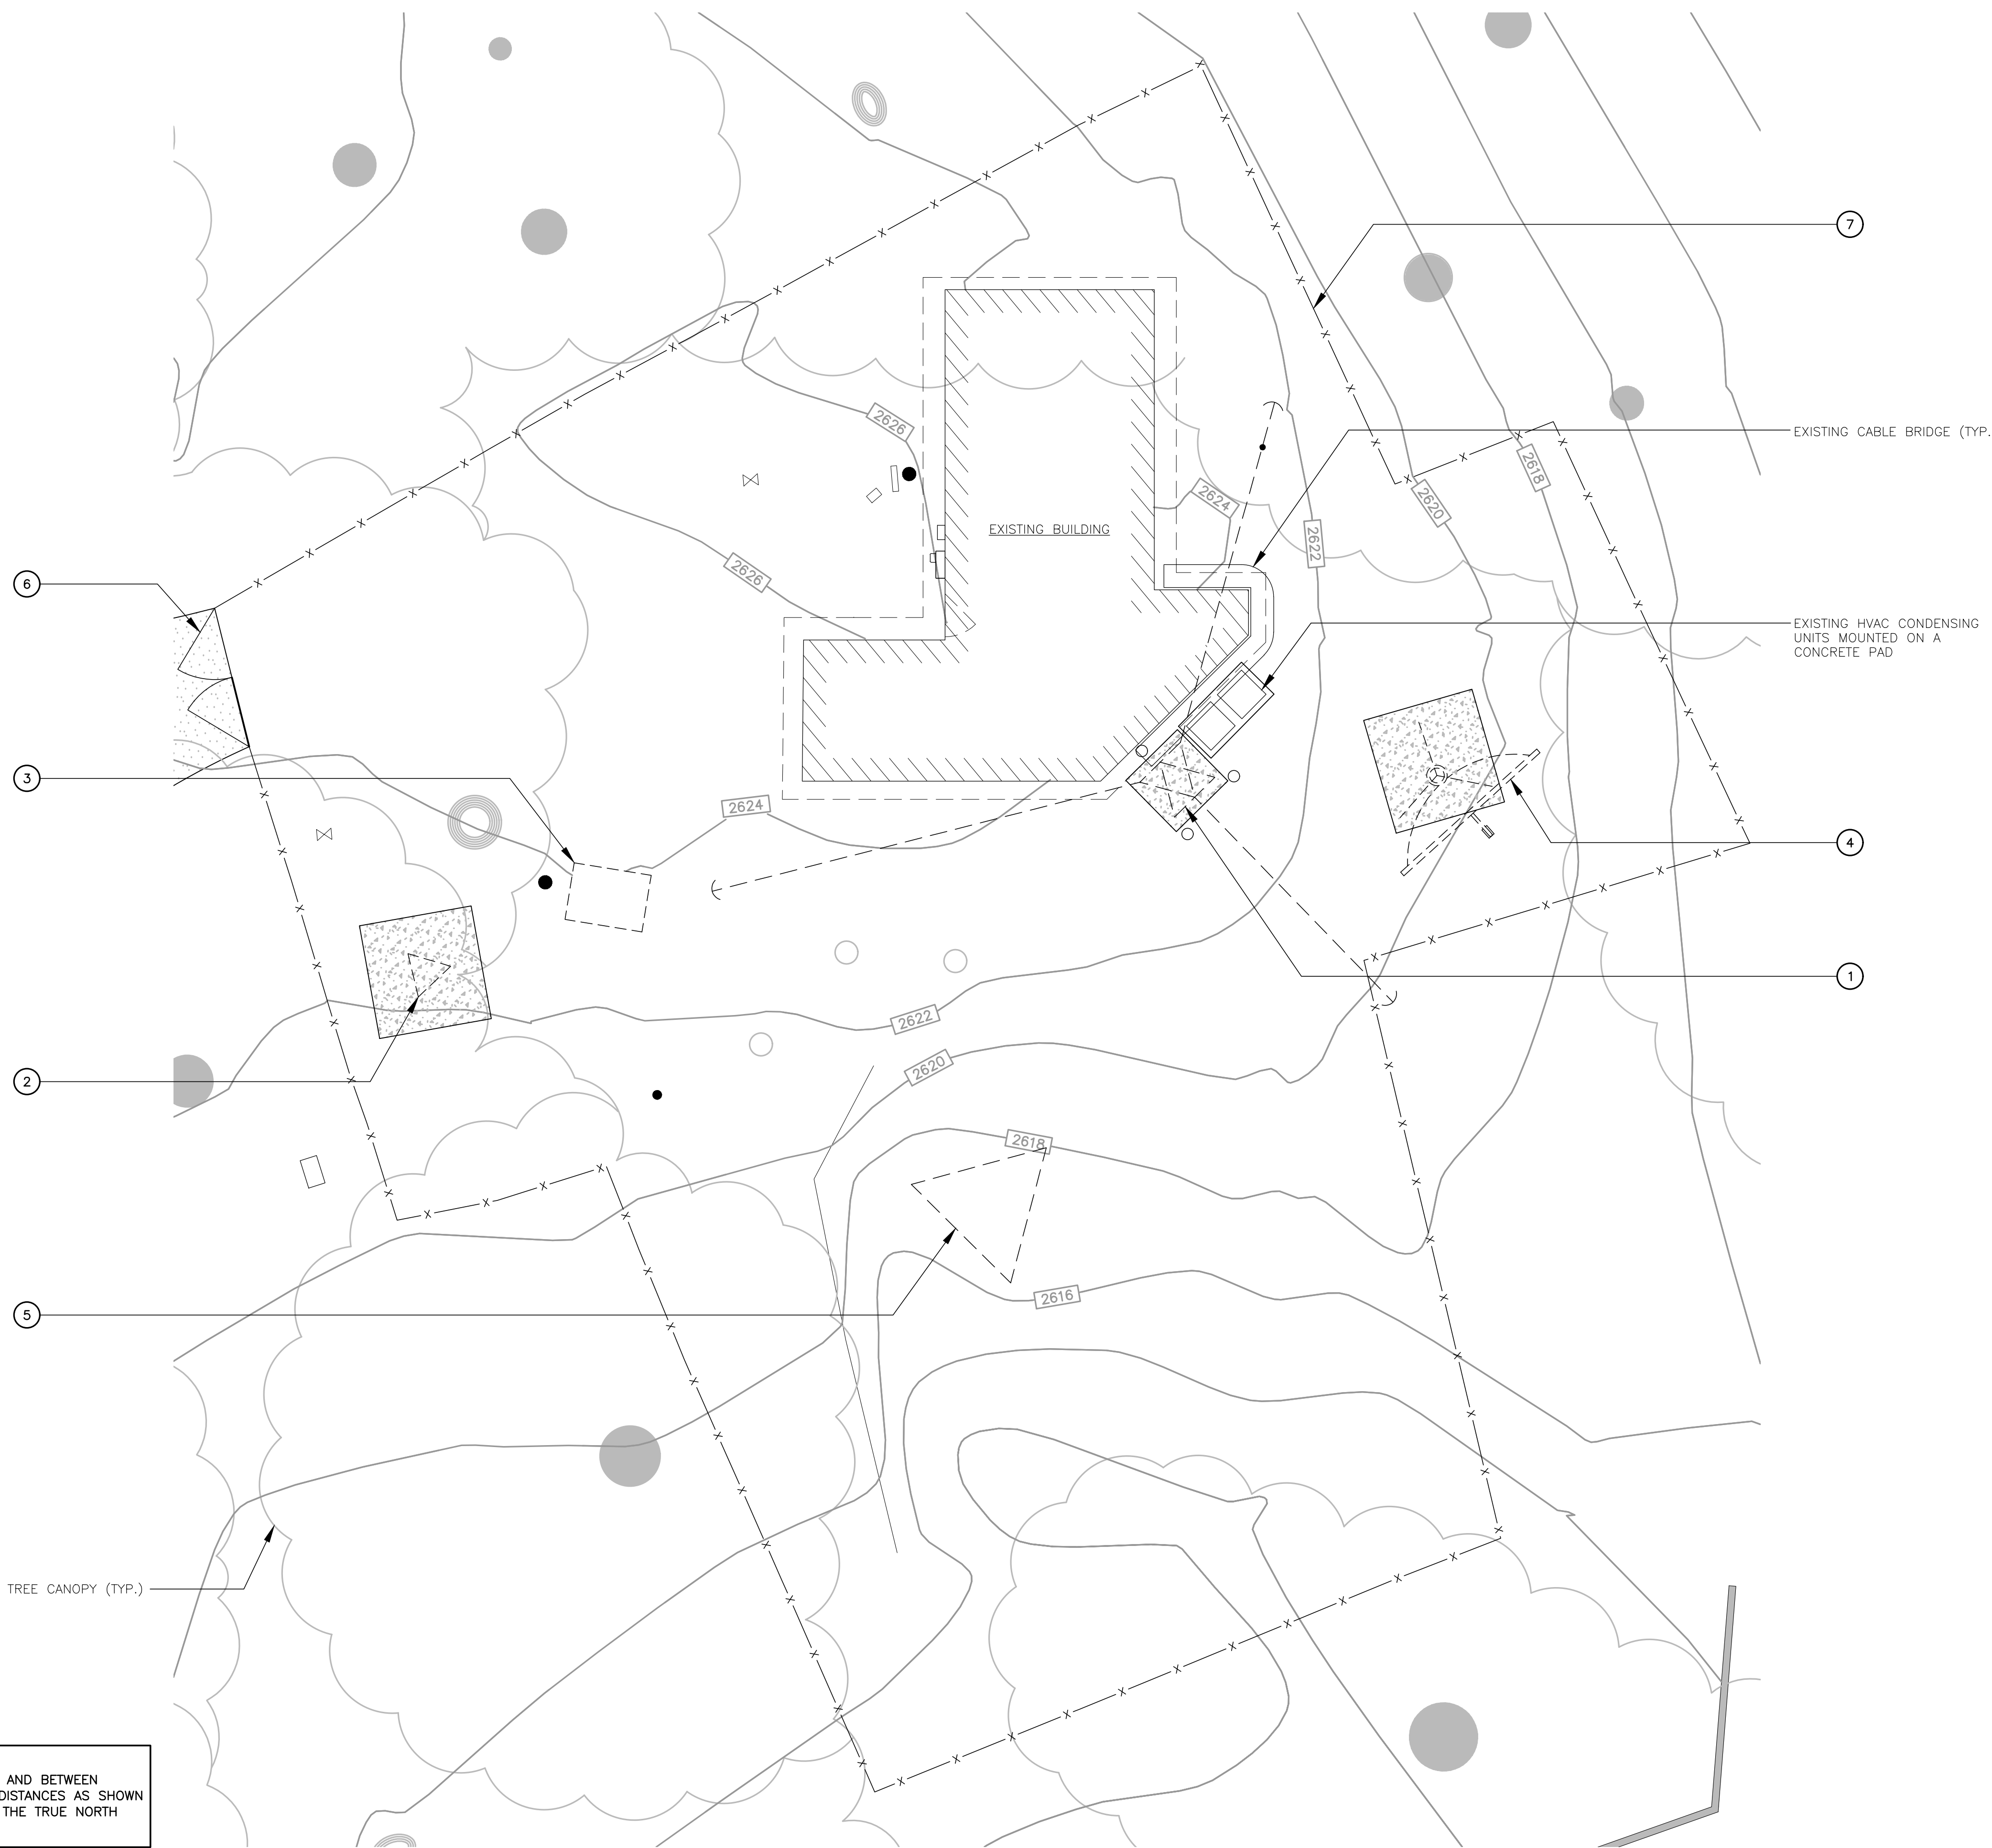 7
EXISTING CABLE BRIDGE (TYP.
2626
2618
2620
2624
EXISTING BUILDING
2622
2626
6
EXISTING HVAC CONDENSING
UNITS MOUNTED ON A
CONCRETE PAD
3
2624
4
1
2622
2620
2
2618
2616
5
TREE CANOPY (TYP.)
AND BETWEEN
DISTANCES AS SHOWN
THE TRUE NORTH